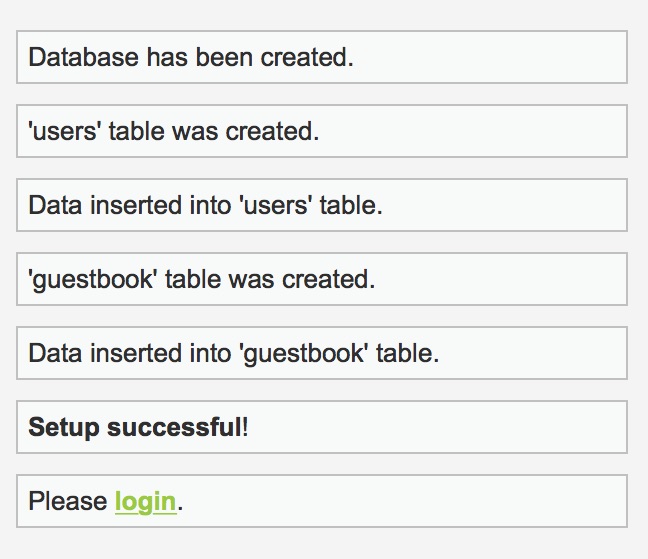 Database has been created.
'users' table was created.
Data inserted into 'users' table.
'guestbook' table was created.
Data inserted into 'guestbook' table.
Setup successful!
Please login.